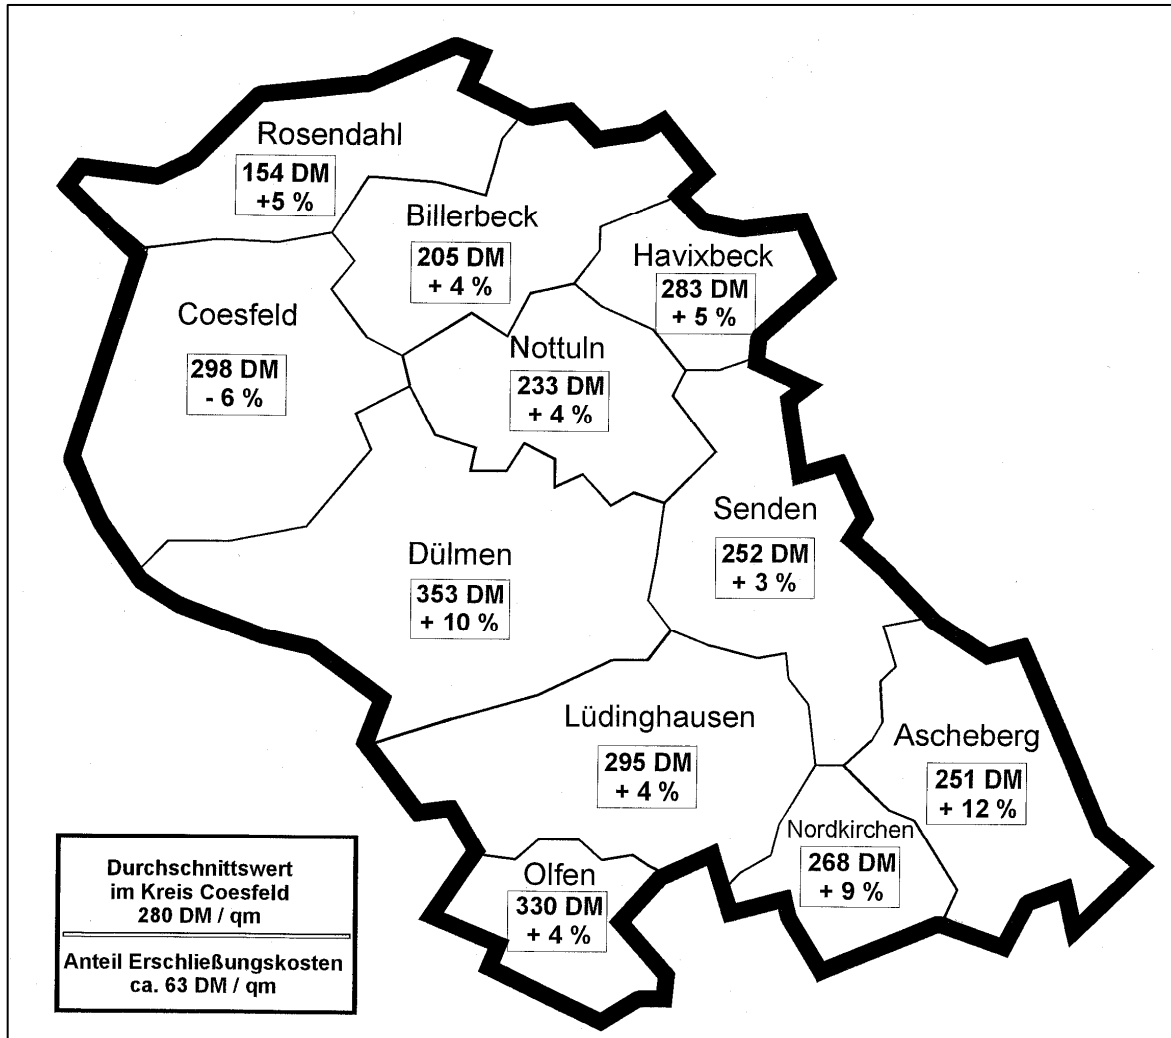 Rosendahl
154 DM
+5 %
Billerbeck
205 DM
+ 4 %
Havixbeck
283 DM
+ 5 %
Coesfeld
298 DM
- 6 %
Nottuln
233 DM
+ 4 %
Senden
252 DM
+ 3 %
Dülmen
353 DM
+ 10 %
Lüdinghausen
295 DM
+ 4 %
Ascheberg
251 DM
+ 12 %
Nordkirchen
268 DM
+ 9 %
Olfen
330 DM
+ 4 %
Durchschnittswert
im Kreis Coesfeld
280 DM / qm
Anteil Erschließungskosten
ca. 63 DM / qm